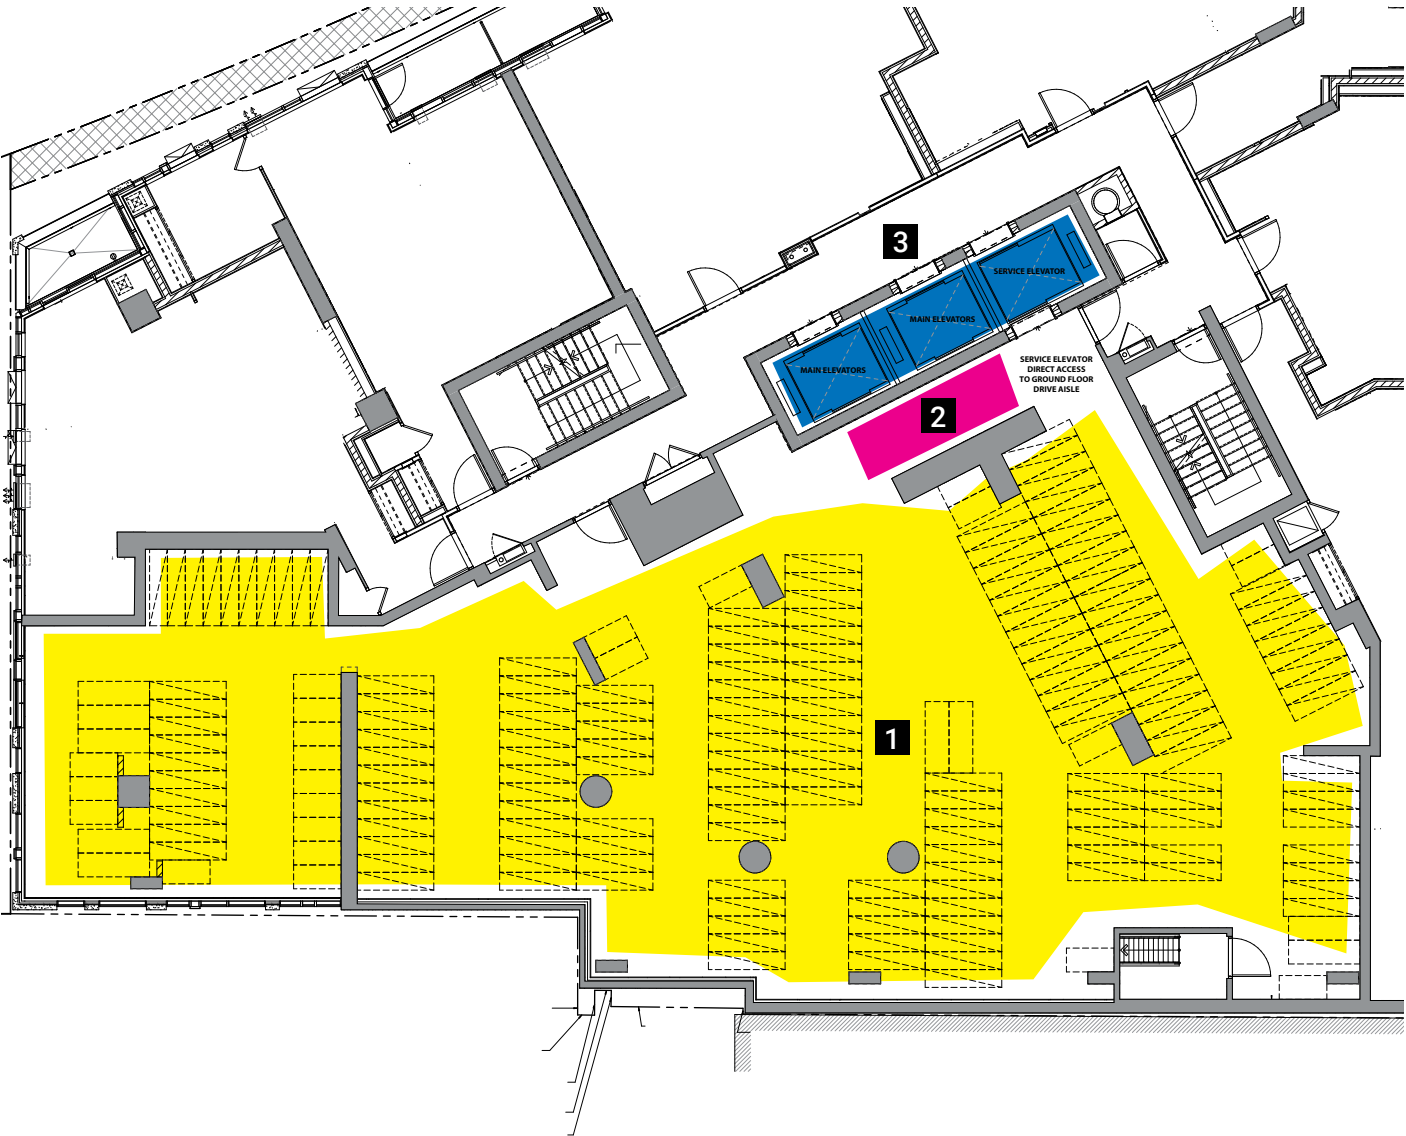 3
SERVICE ELEVATOR
MAIN ELEVATORS
MAIN ELEVATORS
SERVICE ELEVATOR
DIRECT ACCESS
TO GROUND FLOOR
DRIVE AISLE
2
1